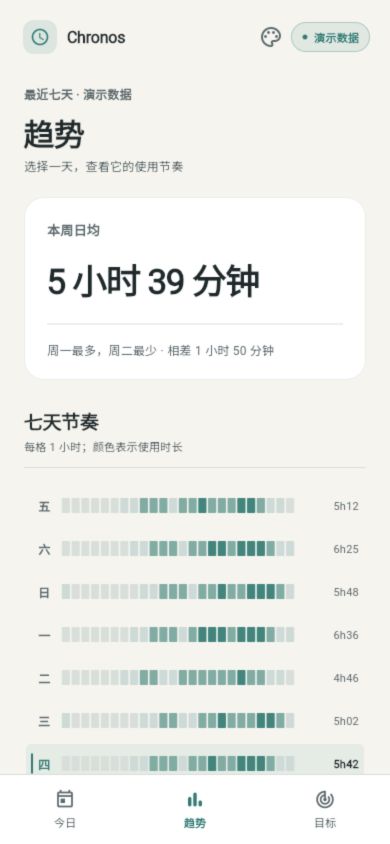 Chronos
演示数据
最近七天 · 演示数据
趋势
选择一天，查看它的使用节奏
本周日均
5 小时 39 分钟
周一最多，周二最少 · 相差 1 小时 50 分钟
七天节奏
每格 1 小时；颜色表示使用时长
五 5h12
六 6h25
日 5h48
一 6h36
二 4h46
三 5h02
四 5h42
今日 趋势 目标